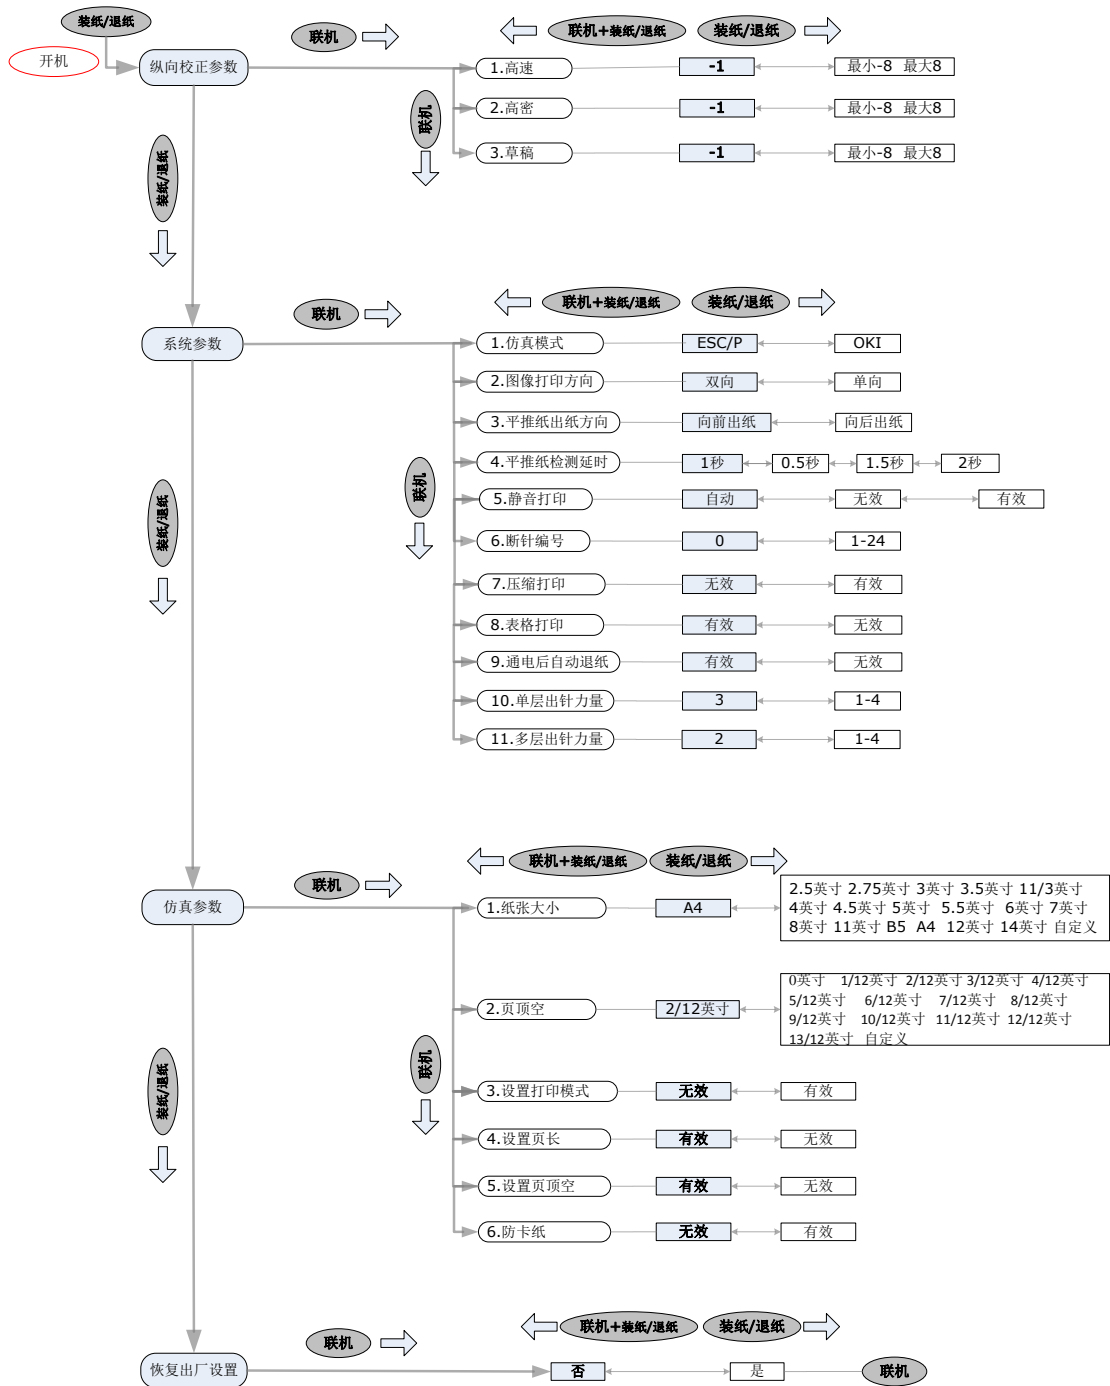 装纸/退纸
开机
联机
联机+装纸/退纸 装纸/退纸
纵向校正参数
1.高速 -1 最小-8 最大8
联机
2.高密 -1 最小-8 最大8
3.草稿 -1 最小-8 最大8
装纸/退纸
联机
联机+装纸/退纸 装纸/退纸
系统参数
1.仿真模式 ESC/P OKI
2.图像打印方向 双向 单向
3.平推纸出纸方向 向前出纸 向后出纸
4.平推纸检测延时 1秒 0.5秒 1.5秒 2秒
联机
5.静音打印 自动 无效 有效
装纸/退纸
6.断针编号 0 1-24
7.压缩打印 无效 有效
8.表格打印 有效 无效
9.通电后自动退纸 有效 无效
10.单层出针力量 3 1-4
11.多层出针力量 2 1-4
联机
联机+装纸/退纸 装纸/退纸
仿真参数
1.纸张大小 A4
2.5英寸 2.75英寸 3英寸 3.5英寸 11/3英寸
4英寸 4.5英寸 5英寸 5.5英寸 6英寸 7英寸
8英寸 11英寸 B5 A4 12英寸 14英寸 自定义
2.页顶空 2/12英寸
0英寸 1/12英寸 2/12英寸 3/12英寸 4/12英寸
5/12英寸 6/12英寸 7/12英寸 8/12英寸
9/12英寸 10/12英寸 11/12英寸 12/12英寸
13/12英寸 自定义
联机
装纸/退纸
3.设置打印模式 无效 有效
4.设置页长 有效 无效
5.设置页顶空 有效 无效
6.防卡纸 无效 有效
联机
联机+装纸/退纸 装纸/退纸
恢复出厂设置
否 是 联机